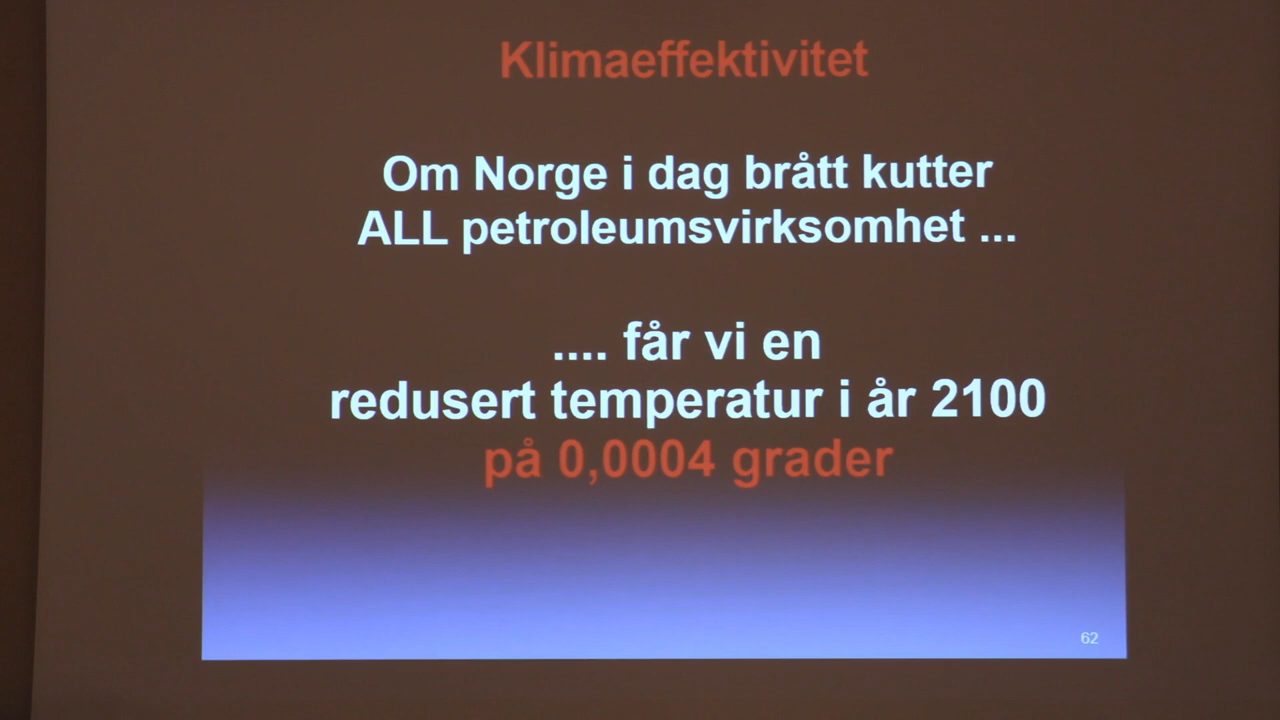 Klimaeffektivitet
Om Norge i dag brått kutter
ALL petroleumsvirksomhet ...
.... får vi en
redusert temperatur i år 2100
på 0,0004 grader
62